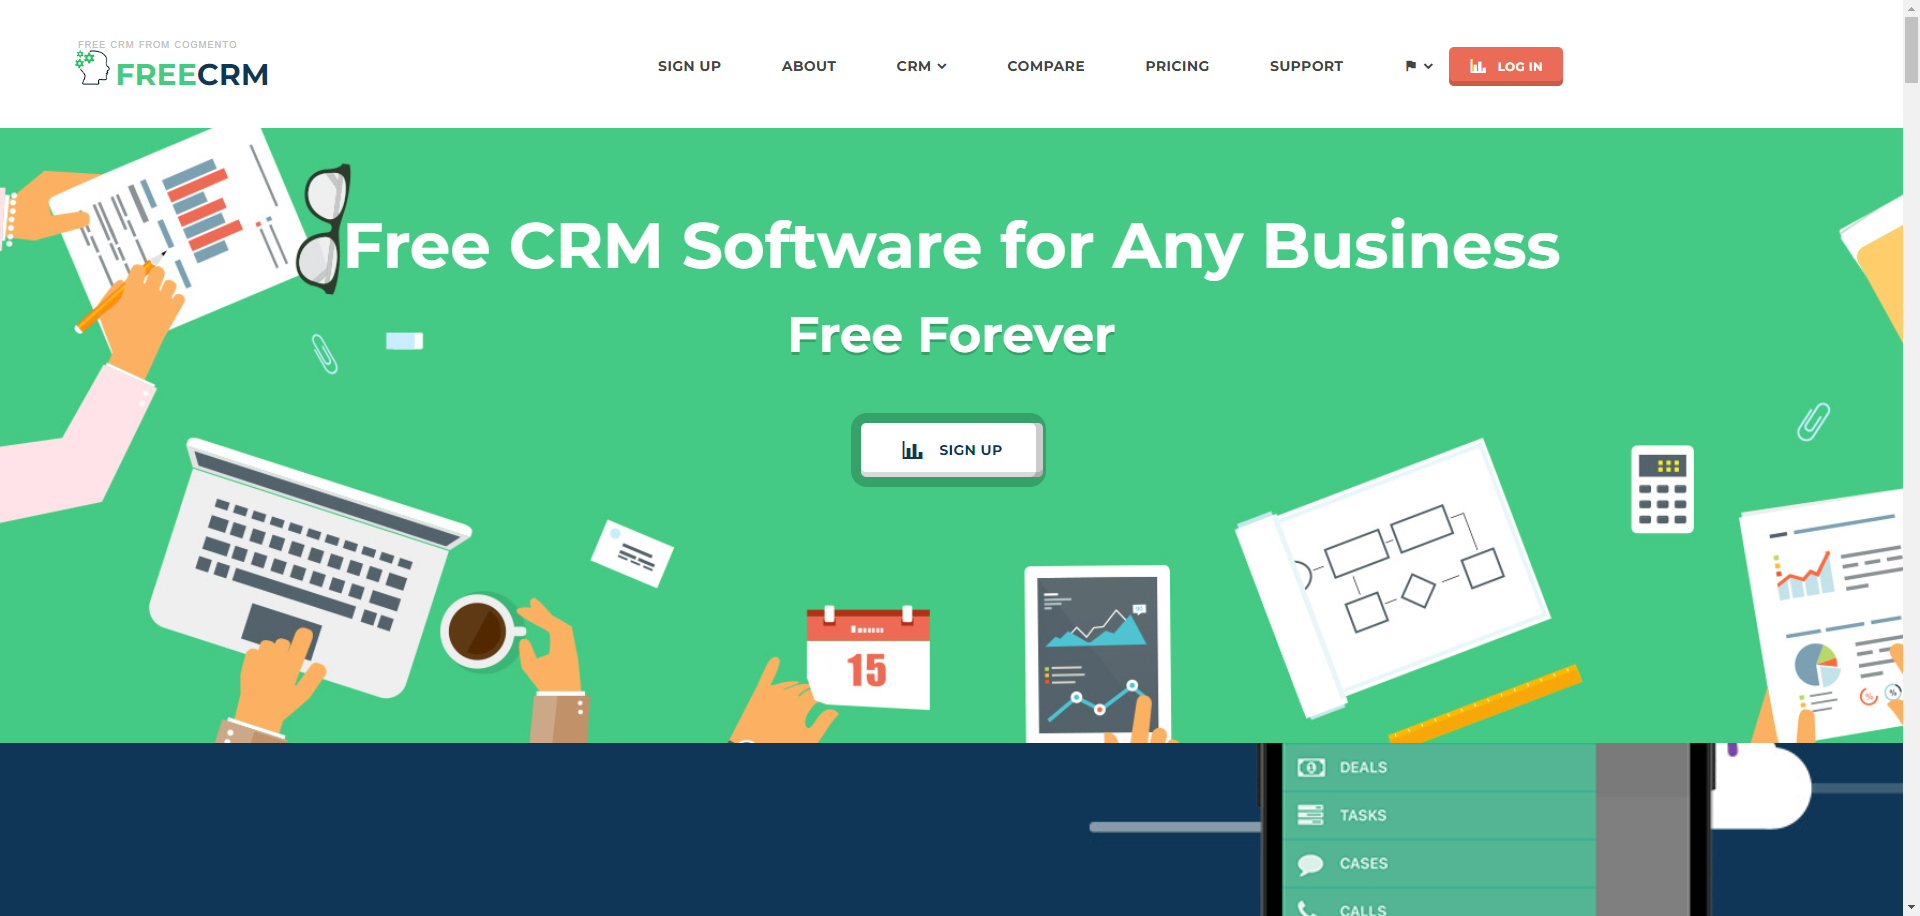 FREE CRM FROM COGMENTO
FREECRM
SIGN UP
ABOUT
CRM
COMPARE
PRICING
SUPPORT
LOG IN
Free CRM Software for Any Business
Free Forever
SIGN UP
15
%
%
DEALS
TASKS
CASES
CALLS